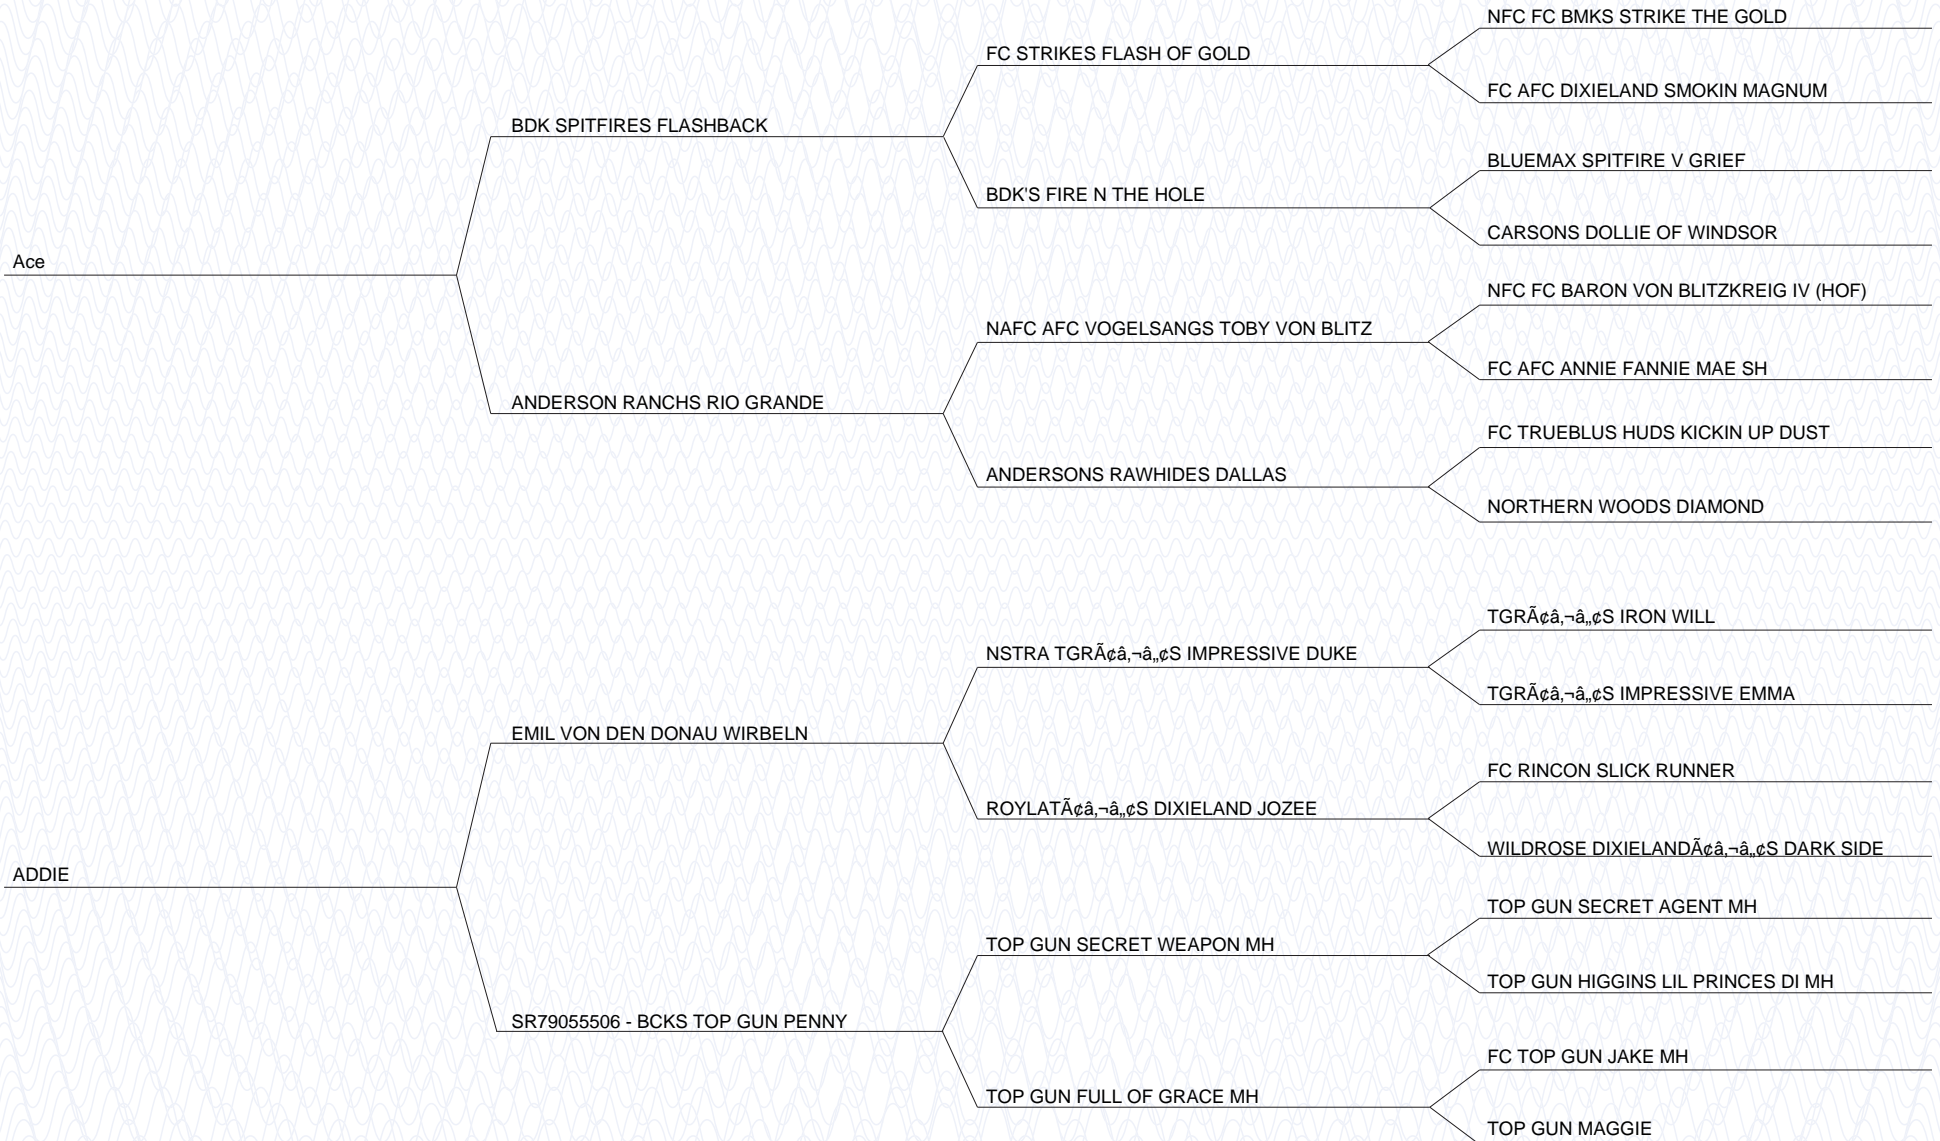 NFC FC BMKS STRIKE THE GOLD
FC STRIKES FLASH OF GOLD
FC AFC DIXIELAND SMOKIN MAGNUM
BDK SPITFIRES FLASHBACK
BLUEMAX SPITFIRE V GRIEF
BDK'S FIRE N THE HOLE
CARSONS DOLLIE OF WINDSOR
Ace
NFC FC BARON VON BLITZKREIG IV (HOF)
NAFC AFC VOGELSANGS TOBY VON BLITZ
FC AFC ANNIE FANNIE MAE SH
ANDERSON RANCHS RIO GRANDE
FC TRUEBLUS HUDS KICKIN UP DUST
ANDERSONS RAWHIDES DALLAS
NORTHERN WOODS DIAMOND
TGRÃ¢â‚¬â„¢S IRON WILL
NSTRA TGRÃ¢â‚¬â„¢S IMPRESSIVE DUKE
TGRÃ¢â‚¬â„¢S IMPRESSIVE EMMA
EMIL VON DEN DONAU WIRBELN
FC RINCON SLICK RUNNER
ROYLATÃ¢â‚¬â„¢S DIXIELAND JOZEE
WILDROSE DIXIELANDÃ¢â‚¬â„¢S DARK SIDE
ADDIE
TOP GUN SECRET AGENT MH
TOP GUN SECRET WEAPON MH
TOP GUN HIGGINS LIL PRINCES DI MH
SR79055506 - BCKS TOP GUN PENNY
FC TOP GUN JAKE MH
TOP GUN FULL OF GRACE MH
TOP GUN MAGGIE